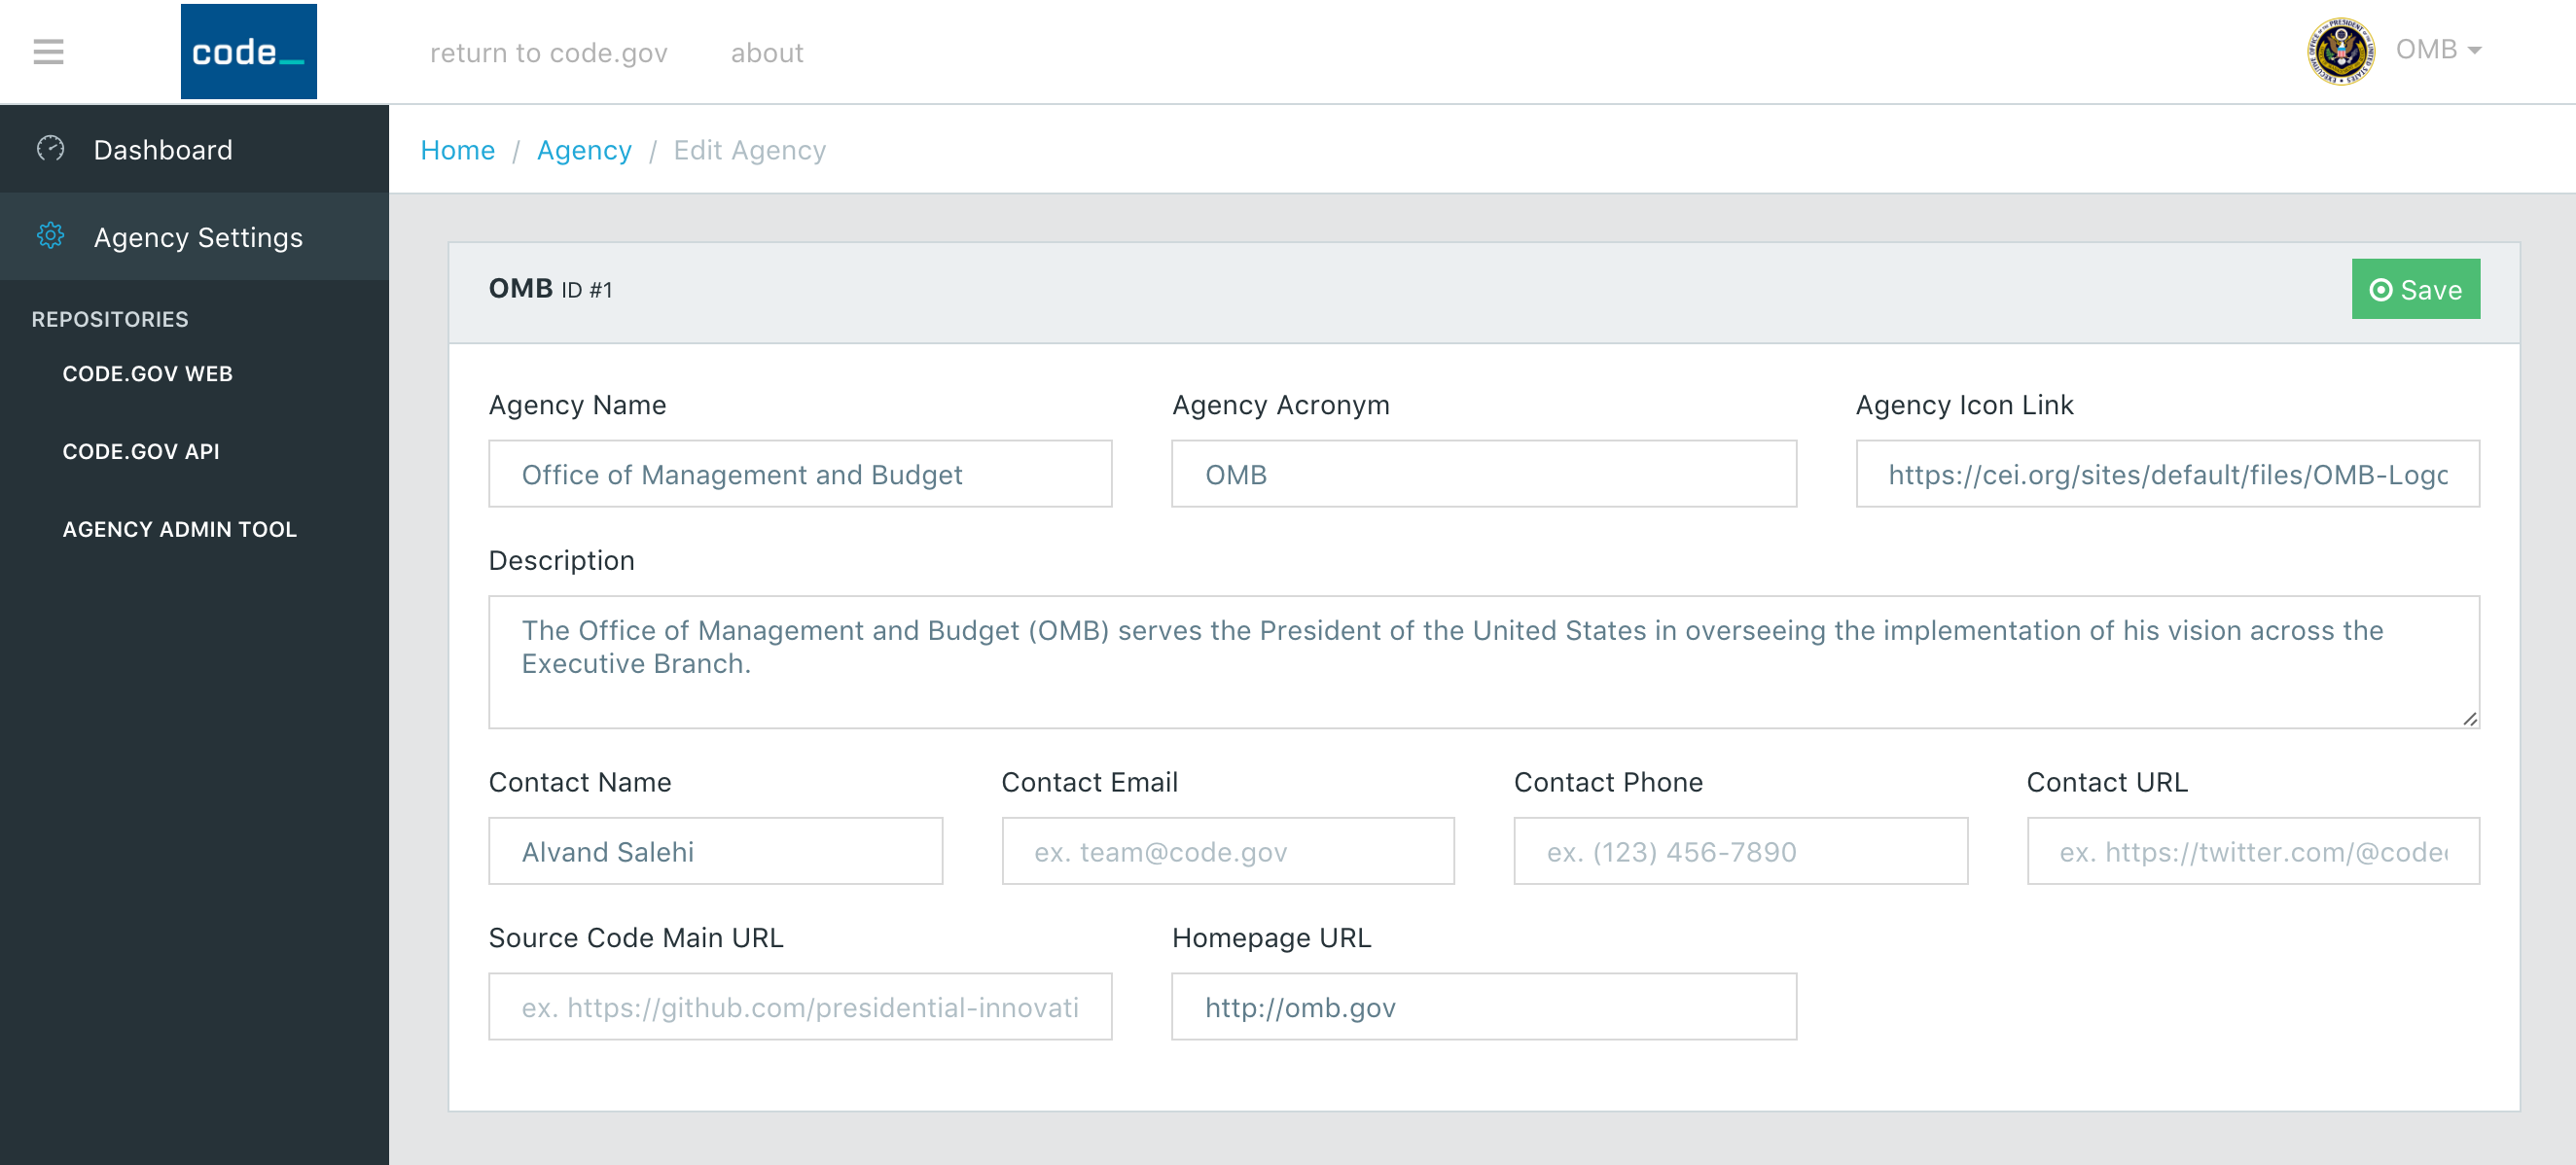 code_
return to code.gov
about
OMB
Dashboard
Agency Settings
REPOSITORIES
CODE.GOV WEB
CODE.GOV API
AGENCY ADMIN TOOL
Home / Agency / Edit Agency
OMB ID #1
Save
Agency Name
Agency Acronym
Agency Icon Link
Office of Management and Budget
OMB
https://cei.org/sites/default/files/OMB-Logo
Description
The Office of Management and Budget (OMB) serves the President of the United States in overseeing the implementation of his vision across the
Executive Branch.
Contact Name
Contact Email
Contact Phone
Contact URL
Alvand Salehi
ex. team@code.gov
ex. (123) 456-7890
ex. https://twitter.com/@code
Source Code Main URL
Homepage URL
ex. https://github.com/presidential-innovati
http://omb.gov